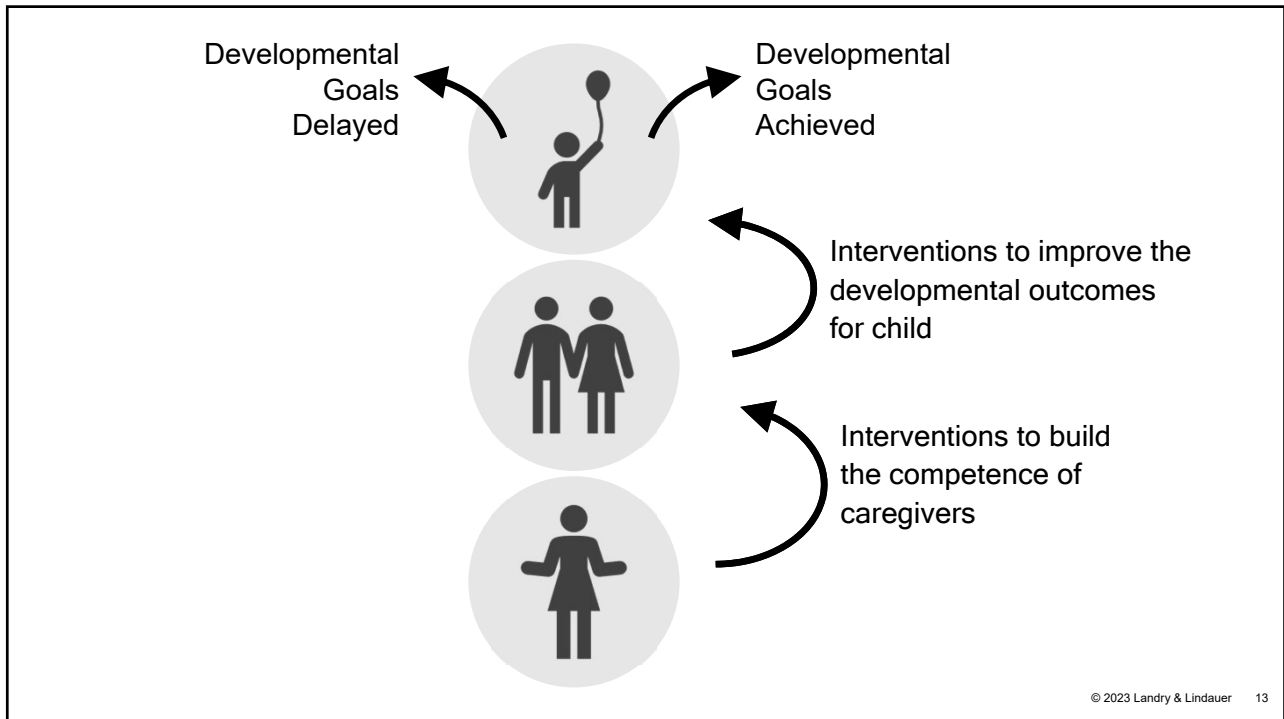 Developmental
Goals
Delayed
Developmental
Goals
Achieved
Interventions to improve the
developmental outcomes
for child
Interventions to build
the competence of
caregivers
© 2023 Landry & Lindauer 13